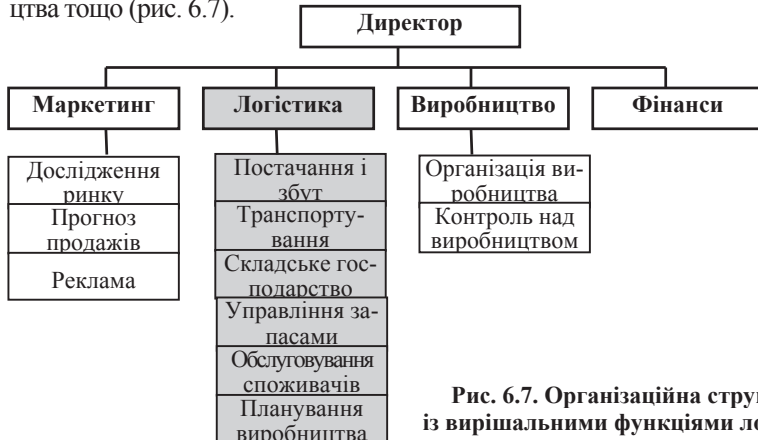 цтва тощо (рис. 6.7).
Директор
Маркетинг
Логістика
Виробництво
Фінанси
Дослідження
ринку
Прогноз
продажів
Реклама
Постачання і
збут
Транспорту-
вання
Складське гос-
подарство
Управління за-
пасами
Обслуговування
споживачів
Планування
виробництва
Організація ви-
робництва
Контроль над
виробництвом
Рис. 6.7. Організаційна
із вирішальними функціями